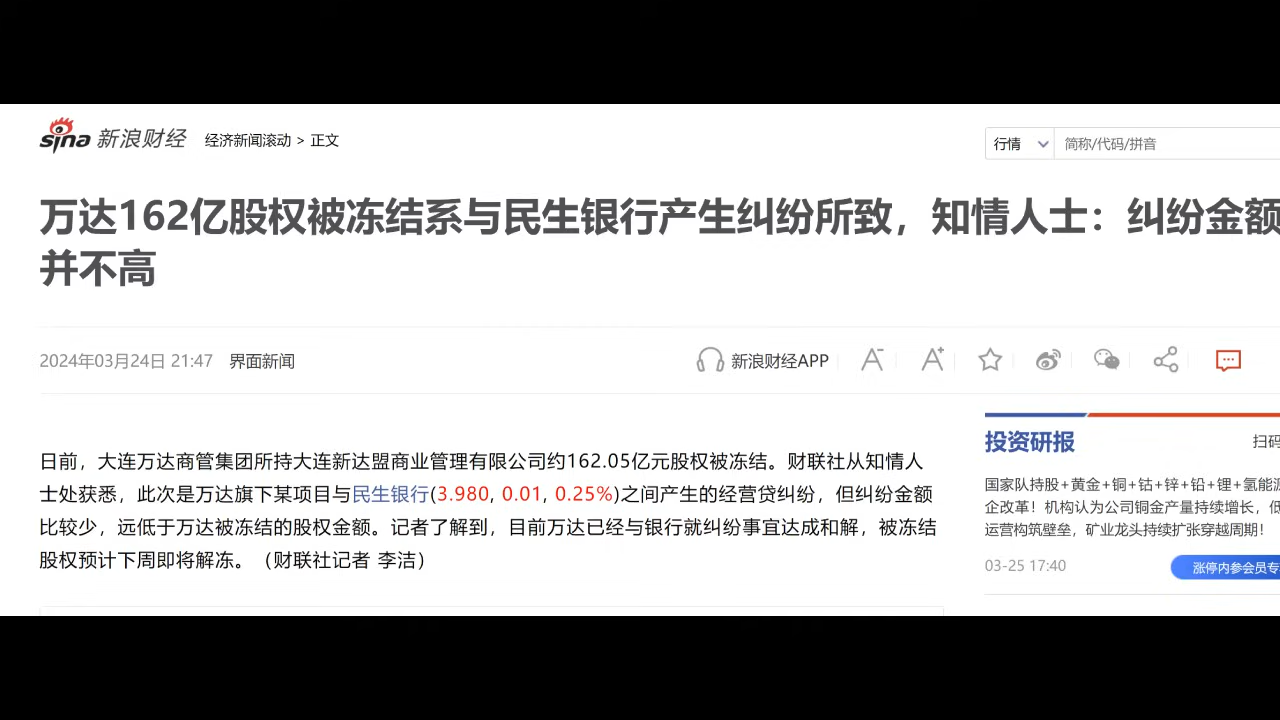 sina 新浪财经 经济新闻滚动 > 正文
行情 简称/代码/拼音
万达162亿股权被冻结系与民生银行产生纠纷所致，知情人士：纠纷金额
并不高
2024年03月24日 21:47 界面新闻
新浪财经APP
日前，大连万达商管集团所持大连新达盟商业管理有限公司约162.05亿元股权被冻结。财联社从知情人
士处获悉，此次是万达旗下某项目与民生银行(3.980, 0.01, 0.25%)之间产生的经营贷纠纷，但纠纷金额
比较少，远低于万达被冻结的股权金额。记者了解到，目前万达已经与银行就纠纷事宜达成和解，被冻结
股权预计下周即将解冻。（财联社记者 李洁）
投资研报 扫码
国家队持股+黄金+铜+钴+锌+铅+锂+氢能源
企改革！机构认为公司铜金产量持续增长，低
运营构筑壁垒，矿业龙头持续扩张穿越周期！
03-25 17:40 涨停内参会员专